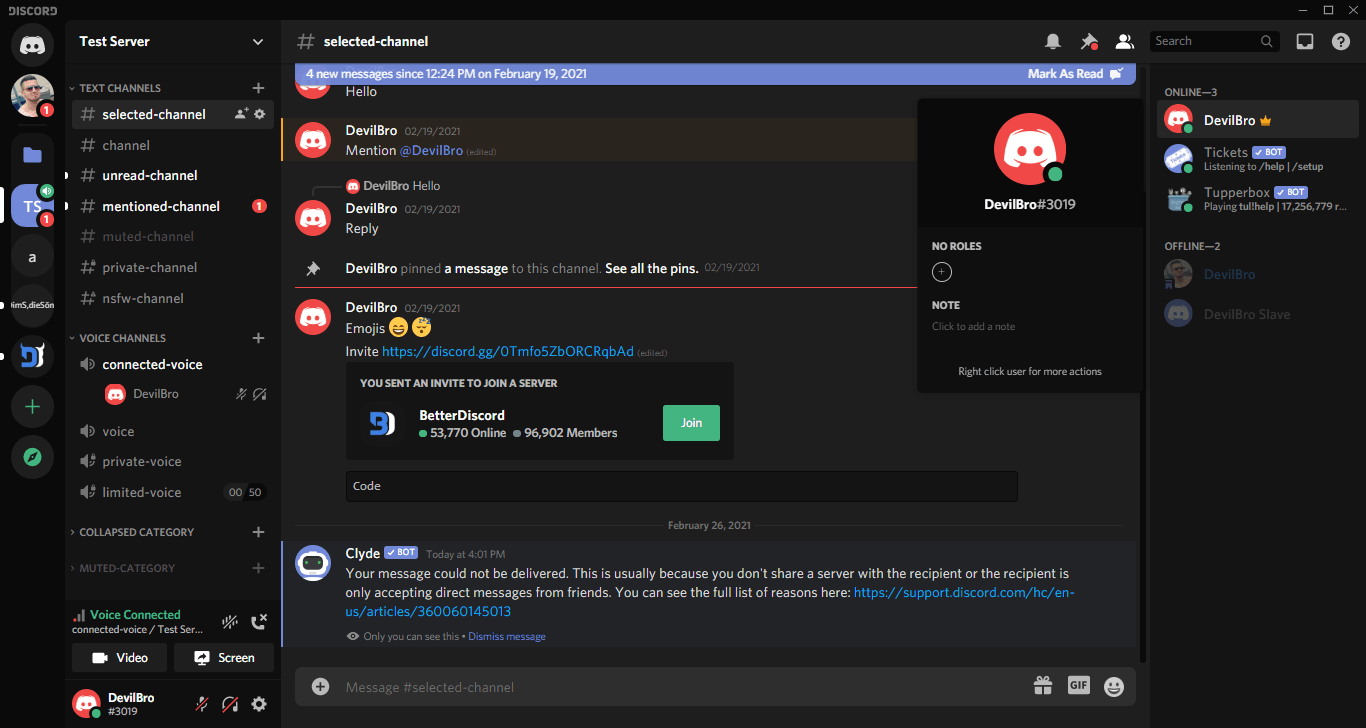 DISCORD
1
TS
1
a
DimS,dieSön
Test Server
TEXT CHANNELS
selected-channel
channel
unread-channel
mentioned-channel 1
muted-channel
private-channel
nsfw-channel
VOICE CHANNELS
connected-voice
DevilBro
voice
private-voice
limited-voice 00 50
COLLAPSED CATEGORY
MUTED-CATEGORY
Voice Connected
connected-voice / Test Ser...
Video Screen
DevilBro
#3019
# selected-channel
Search
4 new messages since 12:24 PM on February 19, 2021 Mark As Read
Hello
DevilBro 02/19/2021
Mention @DevilBro (edited)
DevilBro Hello
DevilBro 02/19/2021
Reply
DevilBro pinned a message to this channel. See all the pins. 02/19/2021
DevilBro 02/19/2021
Emojis 😄 😴
Invite https://discord.gg/0Tmfo5ZbORCRqbAd (edited)
YOU SENT AN INVITE TO JOIN A SERVER
BetterDiscord
53,770 Online 96,902 Members
Join
Code
February 26, 2021
Clyde ✓ BOT Today at 4:01 PM
Your message could not be delivered. This is usually because you don't share a server with the recipient or the recipient is
only accepting direct messages from friends. You can see the full list of reasons here: https://support.discord.com/hc/en-
us/articles/360060145013
Only you can see this • Dismiss message
Message #selected-channel
GIF
DevilBro#3019
NO ROLES
NOTE
Click to add a note
Right click user for more actions
ONLINE—3
DevilBro
Tickets ✓ BOT
Listening to /help | /setup
Tupperbox ✓ BOT
Playing tul!help | 17,256,779 r...
OFFLINE—2
DevilBro
DevilBro Slave